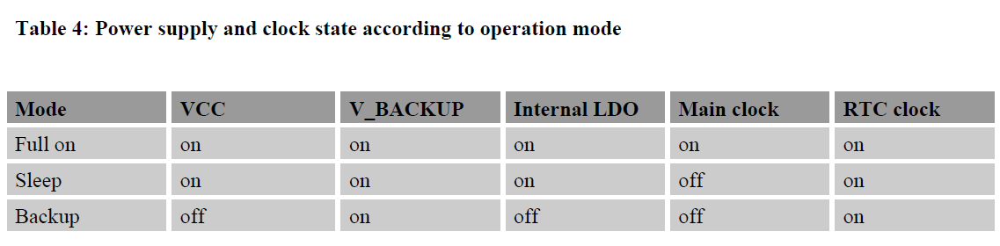 Table 4: Power supply and clock state according to operation mode
Mode VCC V_BACKUP Internal LDO Main clock RTC clock
Full on on on on on on
Sleep on on on off on
Backup off on off off on